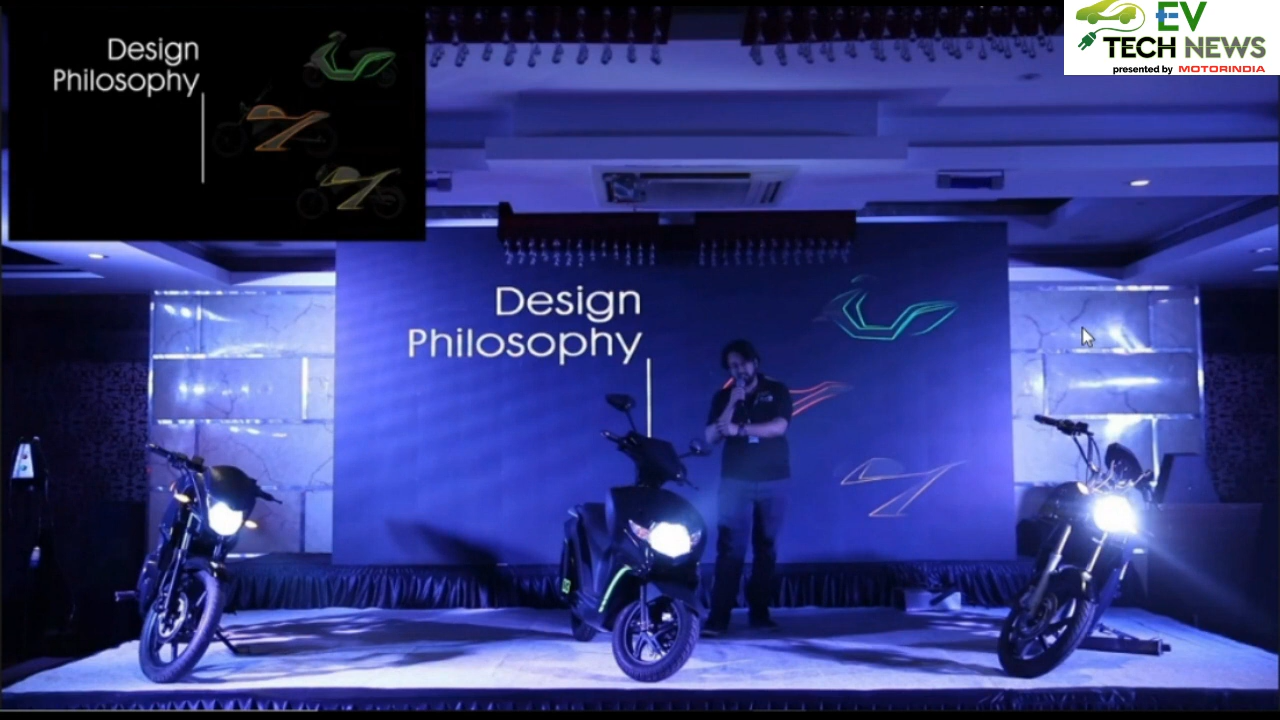 Design
Philosophy
EV
TECH NEWS
presented by MOTORINDIA
Design
Philosophy